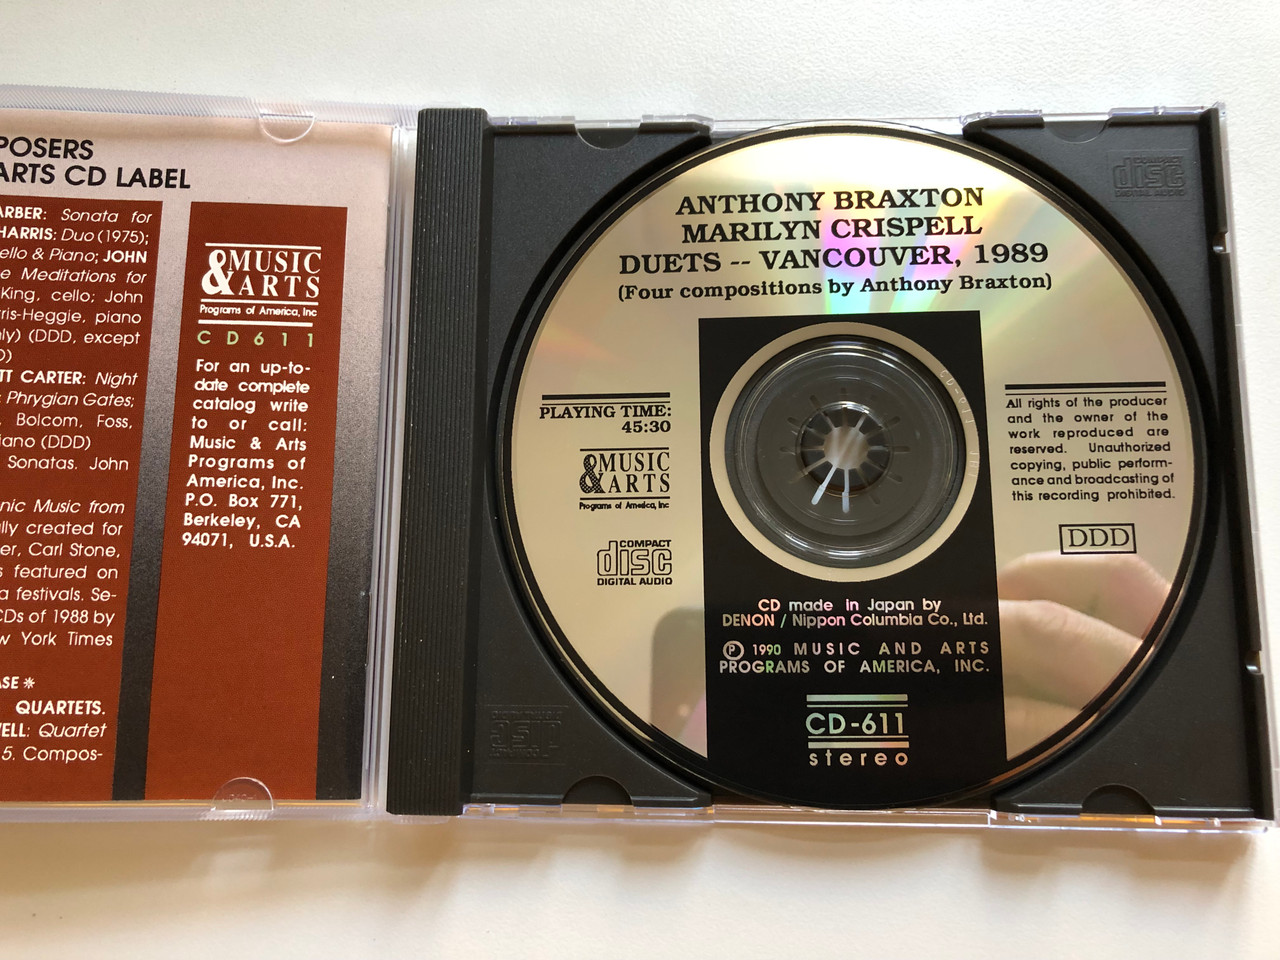 POSERS
ARTS CD LABEL
ARBER: Sonata for
HARRIS: Duo (1975);
ello & Piano; JOHN
e Meditations for
King, cello; John
rris-Heggie, piano
nly) (DDD, except
D)
TT CARTER: Night
; Phrygian Gates;
, Bolcom, Foss,
iano (DDD)
Sonatas. John
nic Music from
ally created for
er, Carl Stone,
s featured on
a festivals. Se-
CDs of 1988 by
w York Times
ASE *
QUARTETS.
VELL: Quartet
5. Compos-
MUSIC
& ARTS
Programs of America, Inc
CD611
For an up-to-
date complete
catalog write
to or call:
Music & Arts
Programs of
America, Inc.
P.O. Box 771,
Berkeley, CA
94071, U.S.A.
ANTHONY BRAXTON
MARILYN CRISPELL
DUETS -- VANCOUVER, 1989
(Four compositions by Anthony Braxton)
PLAYING TIME:
45:30
MUSIC
& ARTS
Programs of America, Inc
COMPACT
disc
DIGITAL AUDIO
All rights of the producer
and the owner of the
work reproduced are
reserved. Unauthorized
copying, public perform-
ance and broadcasting of
this recording prohibited.
DDD
CD made in Japan by
DENON / Nippon Columbia Co., Ltd.
℗ 1990 MUSIC AND ARTS
PROGRAMS OF AMERICA, INC.
CD-611
stereo
COMPACT
disc
DIGITAL AUDIO